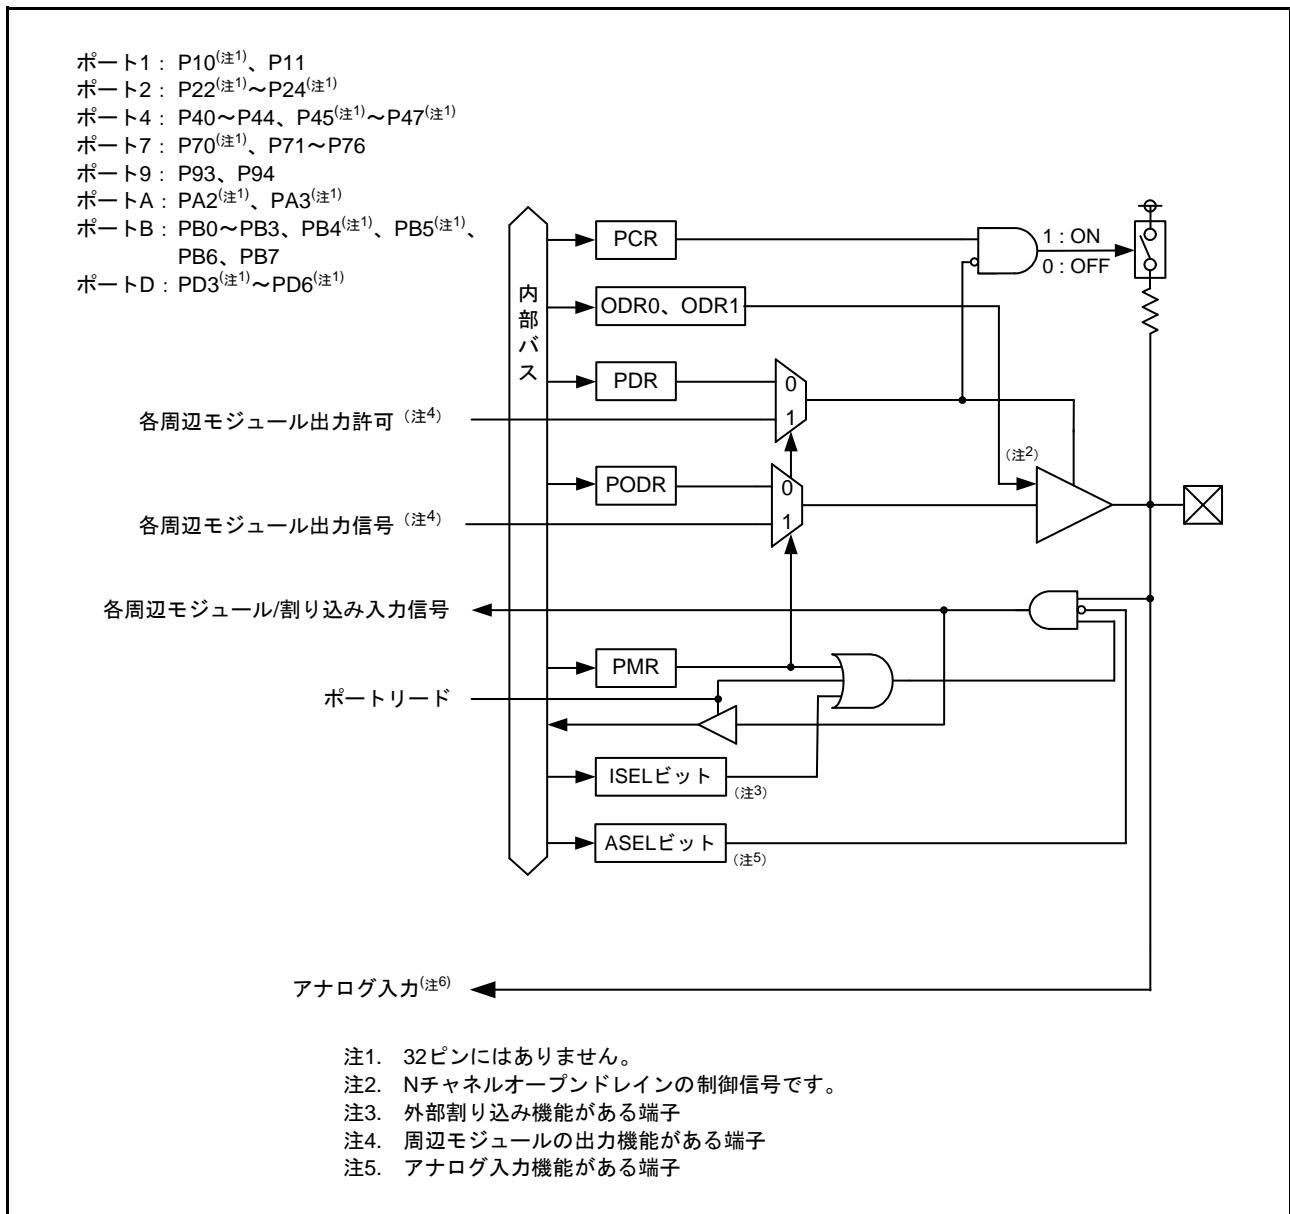 ポート1： P10(注1)、P11
ポート2： P22(注1)～P24(注1)
ポート4： P40～P44、P45(注1)～P47(注1)
ポート7： P70(注1)、P71～P76
ポート9： P93、P94
ポートA： PA2(注1)、PA3(注1)
ポートB： PB0～PB3、PB4(注1)、PB5(注1)、
PB6、PB7
ポートD： PD3(注1)～PD6(注1)
内部バス
PCR
1 : ON
0 : OFF
ODR0、ODR1
PDR
0
1
各周辺モジュール出力許可（注4）
（注2）
PODR
0
1
各周辺モジュール出力信号（注4）
各周辺モジュール/割り込み入力信号
PMR
ポートリード
ISELビット
（注3）
ASELビット
（注5）
アナログ入力(注6)
注1. 32ピンにはありません。
注2. Nチャネルオープンドレインの制御信号です。
注3. 外部割り込み機能がある端子
注4. 周辺モジュールの出力機能がある端子
注5. アナログ入力機能がある端子